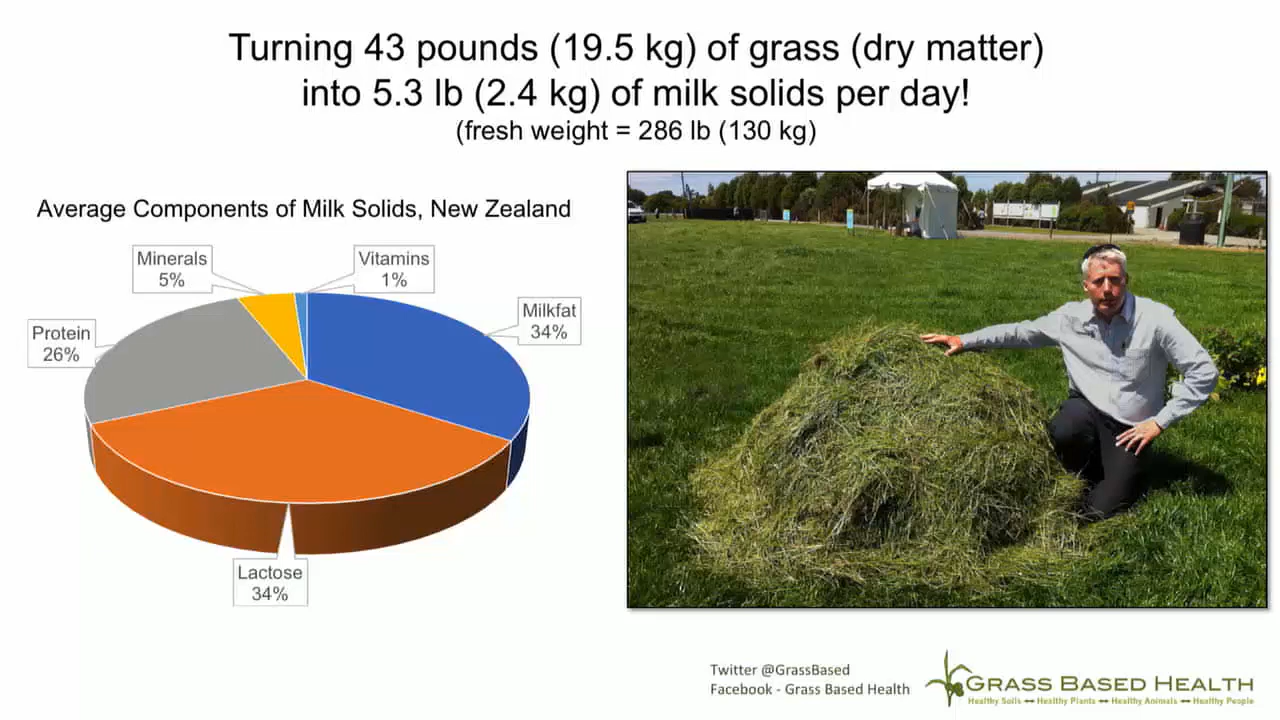 Turning 43 pounds (19.5 kg) of grass (dry matter)
into 5.3 lb (2.4 kg) of milk solids per day!
(fresh weight = 286 lb (130 kg)
Average Components of Milk Solids, New Zealand
Minerals
5%
Vitamins
1%
Milkfat
34%
Protein
26%
Lactose
34%
Twitter @GrassBased
Facebook - Grass Based Health
GRASS BASED HEALTH
Healthy Soils ↔ Healthy Plants ↔ Healthy Animals ↔ Healthy People